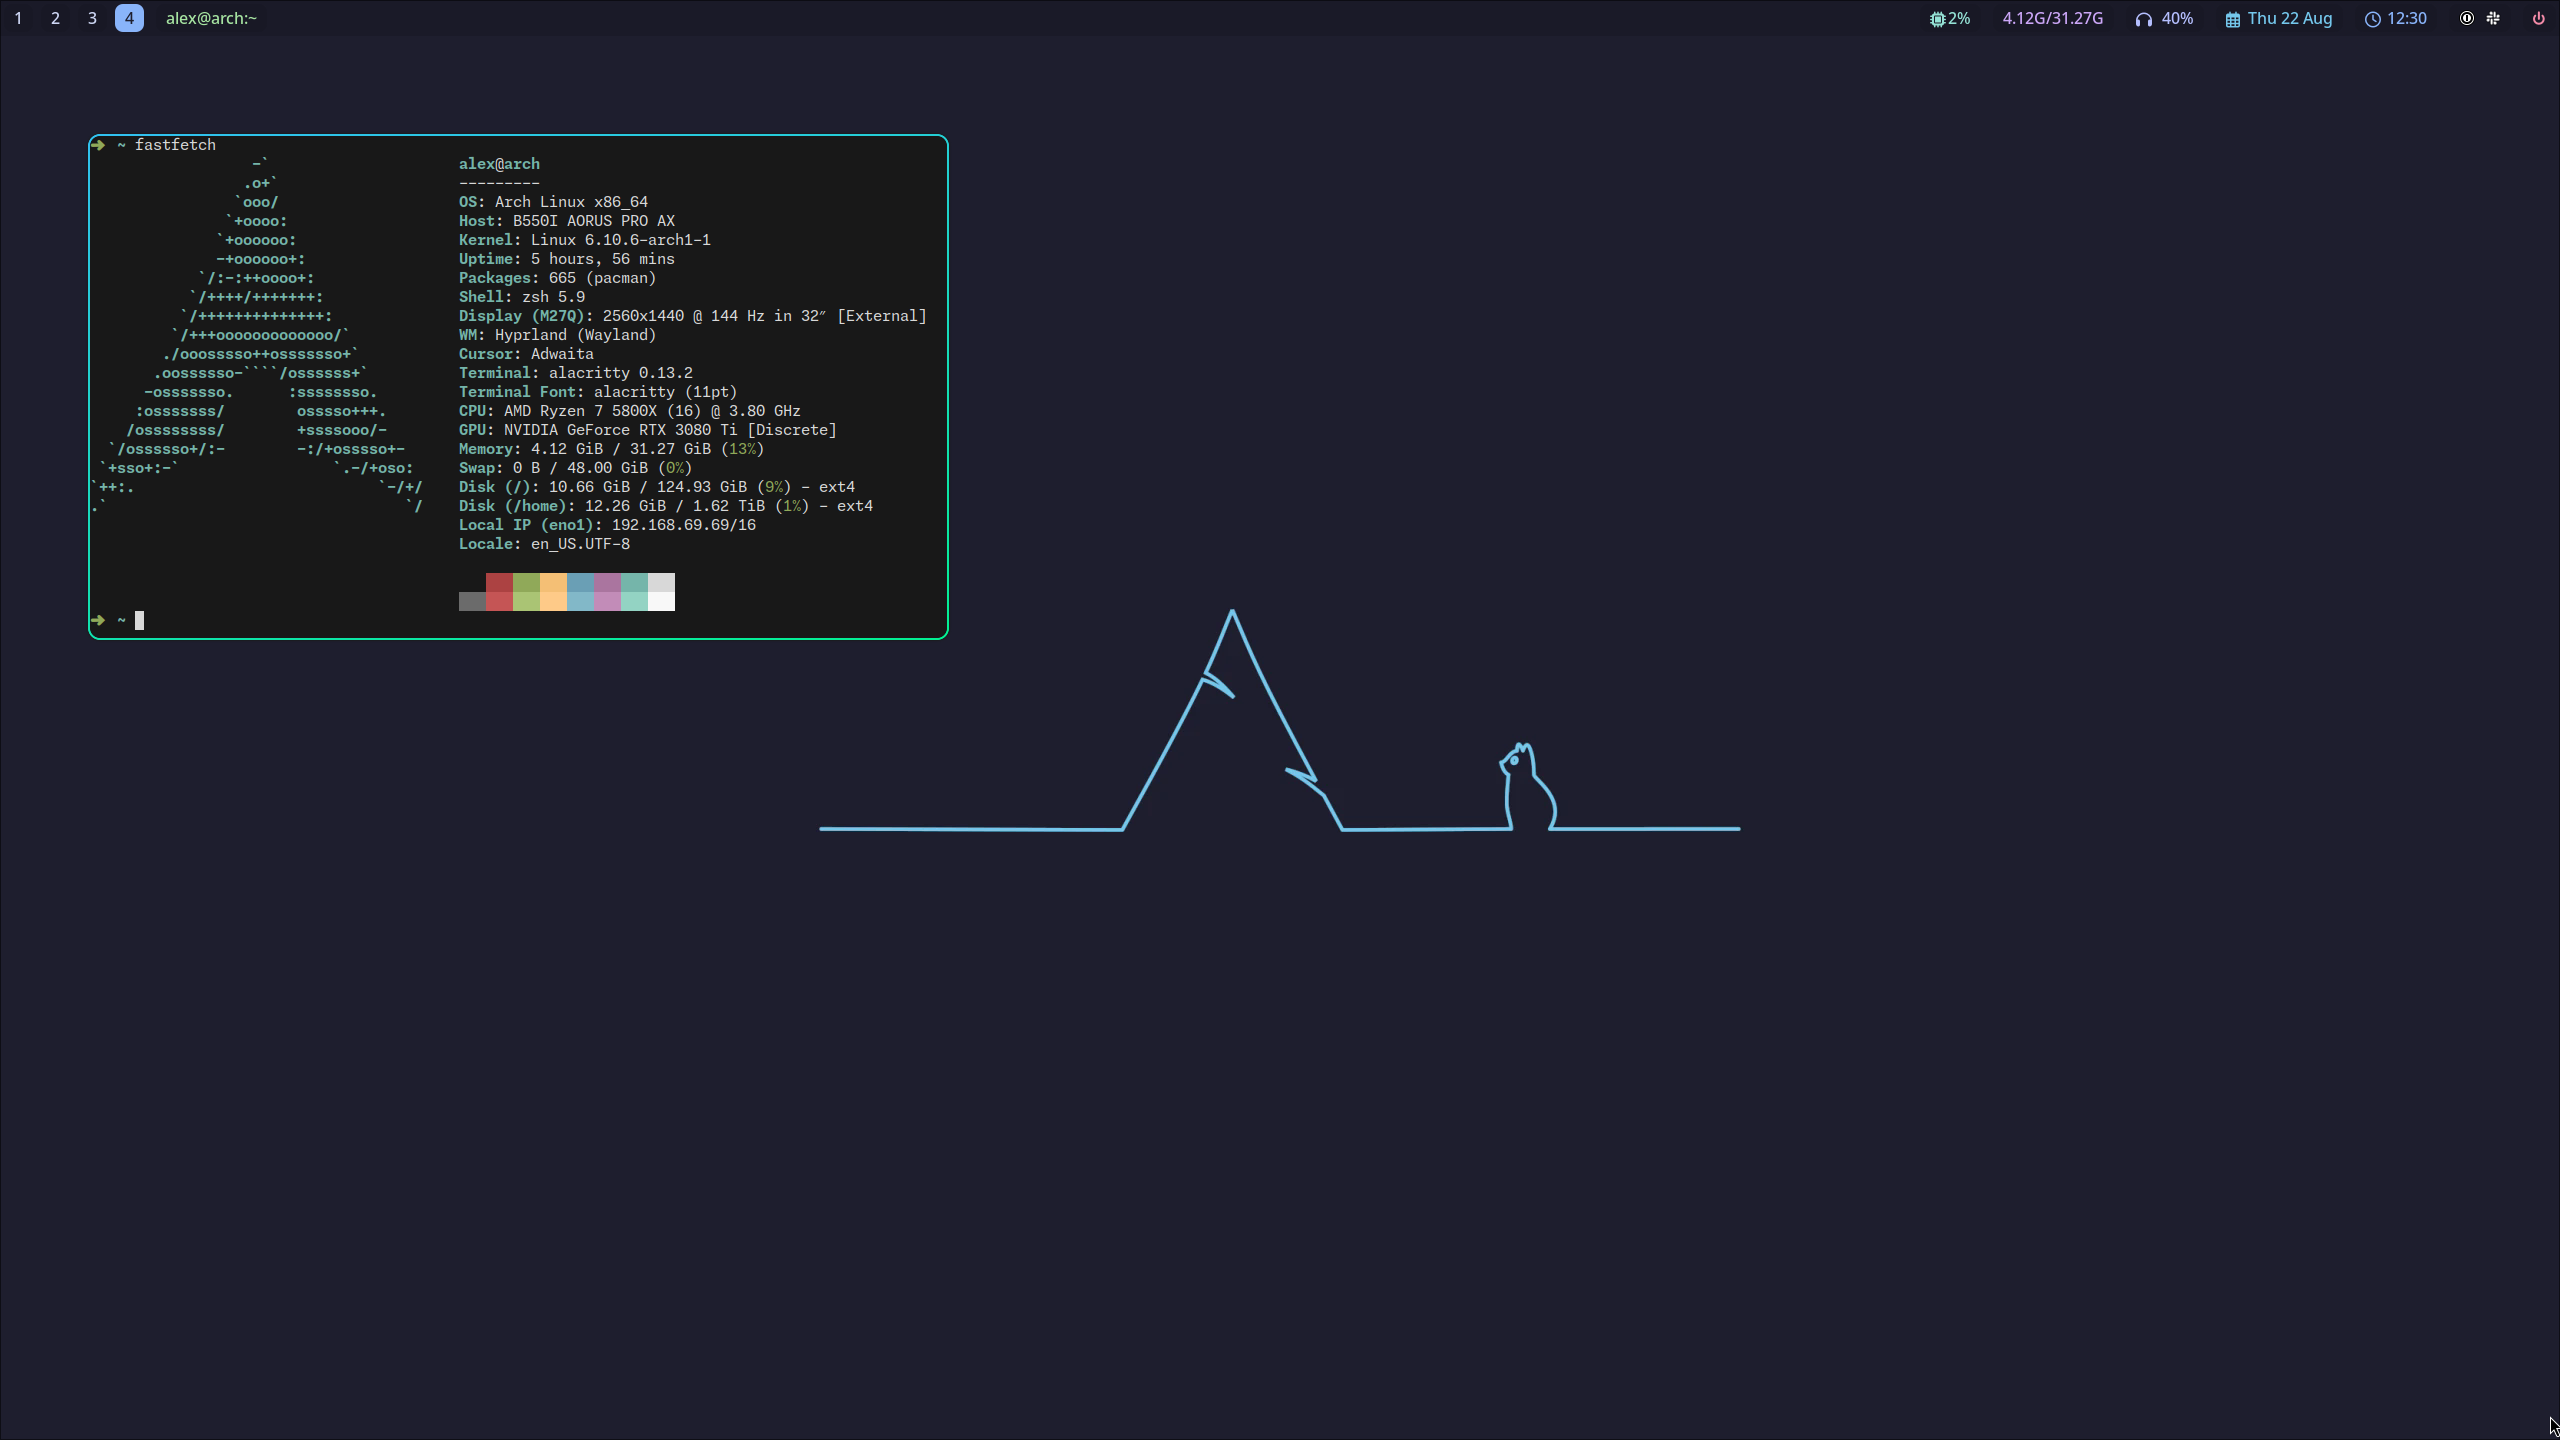 1 2 3 4 alex@arch:~ 2% 4.12G/31.27G 40% Thu 22 Aug 12:30
➜ ~ fastfetch
-` alex@arch
.o+` ---------
`ooo/ OS: Arch Linux x86_64
`+oooo: Host: B550I AORUS PRO AX
`+oooooo: Kernel: Linux 6.10.6-arch1-1
-+oooooo+: Uptime: 5 hours, 56 mins
`/:-:++oooo+: Packages: 665 (pacman)
`/++++/+++++++: Shell: zsh 5.9
`/++++++++++++++: Display (M27Q): 2560x1440 @ 144 Hz in 32″ [External]
`/+++ooooooooooooo/` WM: Hyprland (Wayland)
./ooosssso++osssssso+` Cursor: Adwaita
.oossssso-````/ossssss+` Terminal: alacritty 0.13.2
-osssssso. :ssssssso. Terminal Font: alacritty (11pt)
:osssssss/ osssso+++. CPU: AMD Ryzen 7 5800X (16) @ 3.80 GHz
/ossssssss/ +ssssooo/- GPU: NVIDIA GeForce RTX 3080 Ti [Discrete]
`/ossssso+/:- -:/+osssso+- Memory: 4.12 GiB / 31.27 GiB (13%)
`+sso+:-` `.-/+oso: Swap: 0 B / 48.00 GiB (0%)
`++:. `-/+/ Disk (/): 10.66 GiB / 124.93 GiB (9%) - ext4
.` `/ Disk (/home): 12.26 GiB / 1.62 TiB (1%) - ext4
Local IP (eno1): 192.168.69.69/16
Locale: en_US.UTF-8
➜ ~